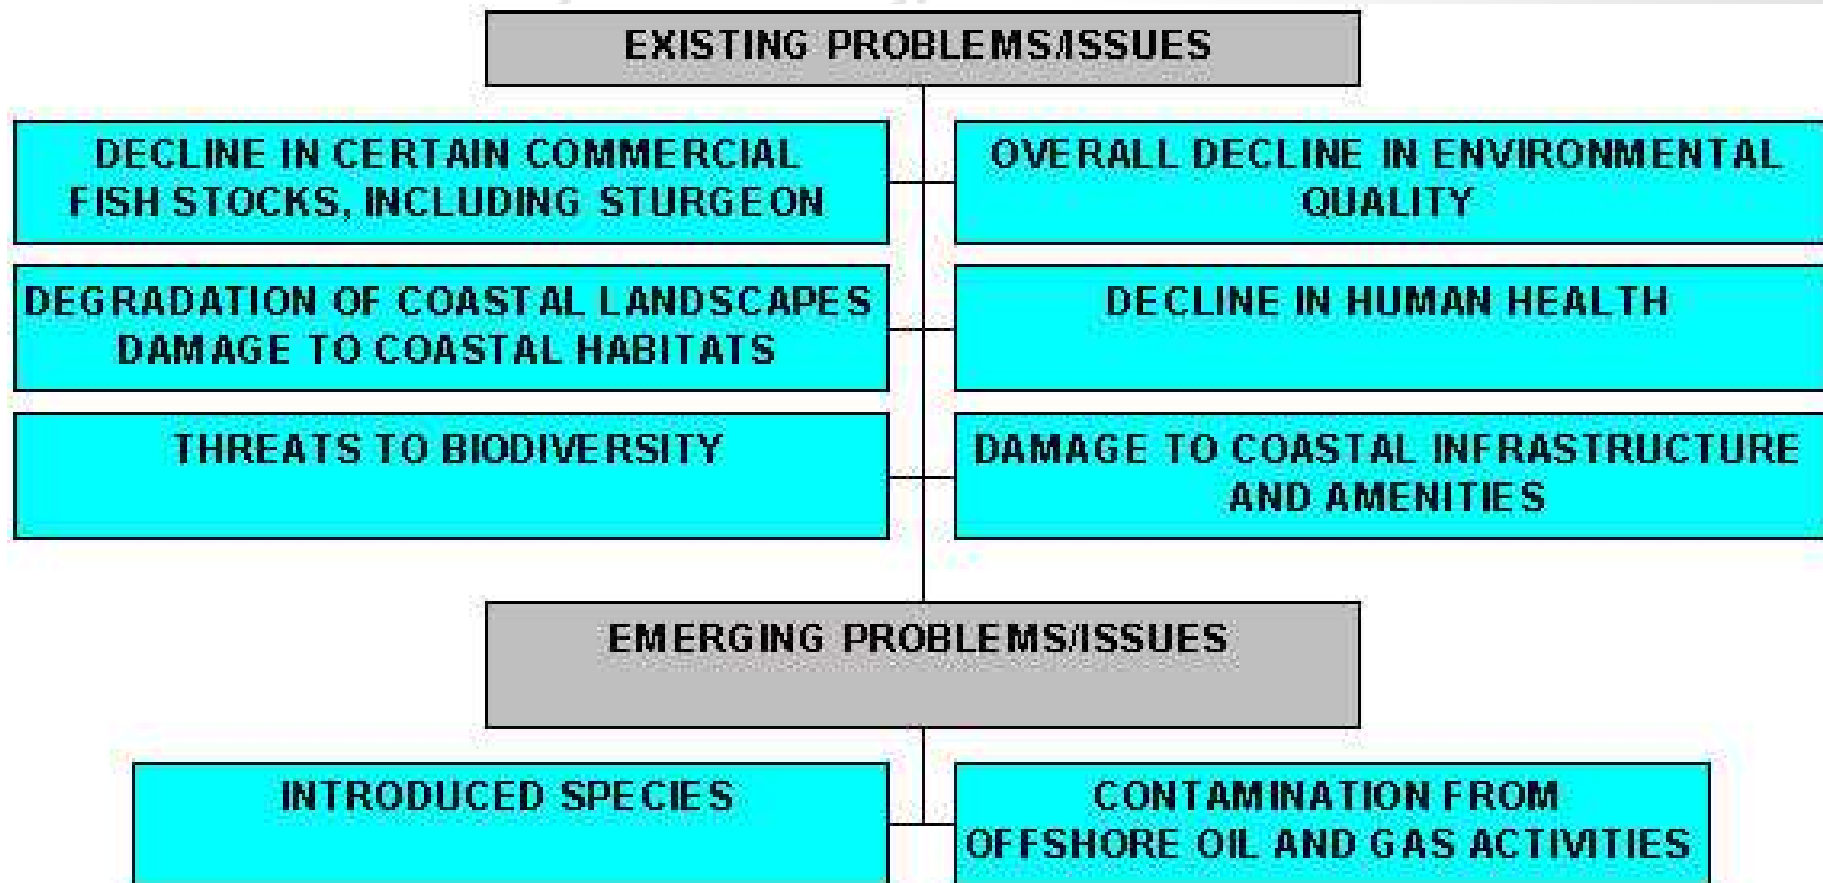 EXISTING PROBLEMS/ISSUES
DECLINE IN CERTAIN COMMERCIAL
FISH STOCKS, INCLUDING STURGEON
OVERALL DECLINE IN ENVIRONMENTAL
QUALITY
DEGRADATION OF COASTAL LANDSCAPES
DAMAGE TO COASTAL HABITATS
DECLINE IN HUMAN HEALTH
THREATS TO BIODIVERSITY
DAMAGE TO COASTAL INFRASTRUCTURE
AND AMENITIES
EMERGING PROBLEMS/ISSUES
INTRODUCED SPECIES
CONTAMINATION FROM
OFFSHORE OIL AND GAS ACTIVITIES